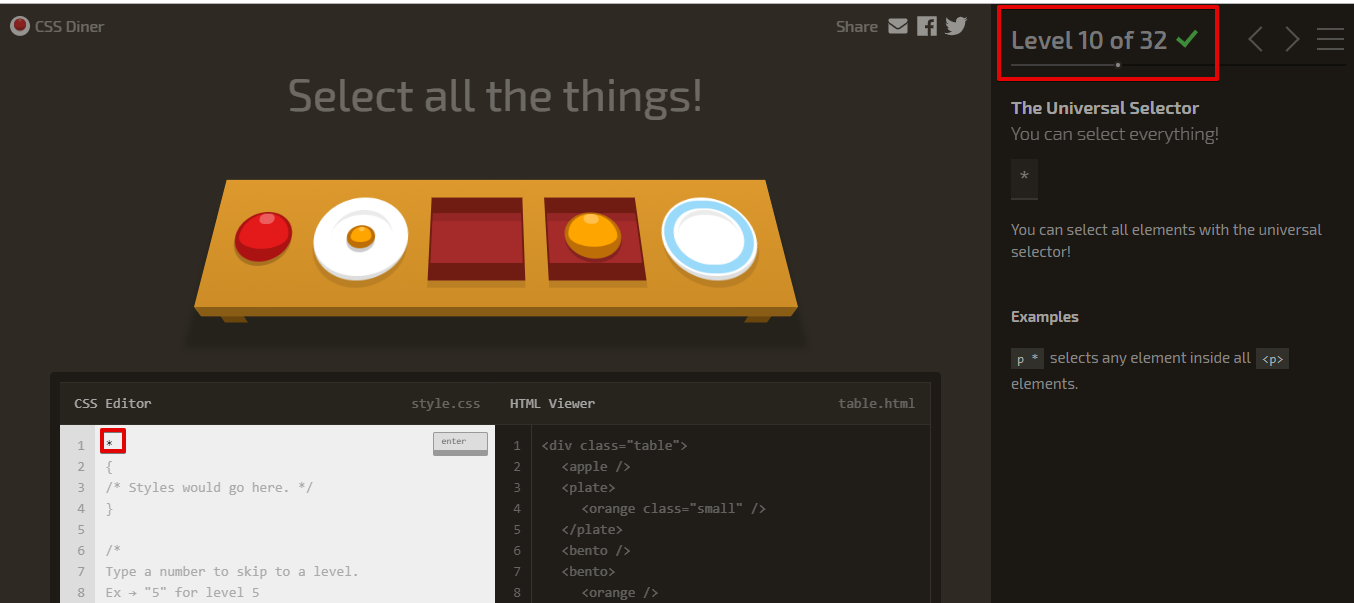 CSS Diner
Share
Select all the things!
Level 10 of 32
The Universal Selector
You can select everything!
*
You can select all elements with the universal
selector!
Examples
p * selects any element inside all <p>
elements.
CSS Editor style.css
1 *
enter
2 {
3 /* Styles would go here. */
4 }
5
6 /*
7 Type a number to skip to a level.
8 Ex → "5" for level 5
HTML Viewer table.html
1 <div class="table">
2 <apple />
3 <plate>
4 <orange class="small" />
5 </plate>
6 <bento />
7 <bento>
8 <orange />